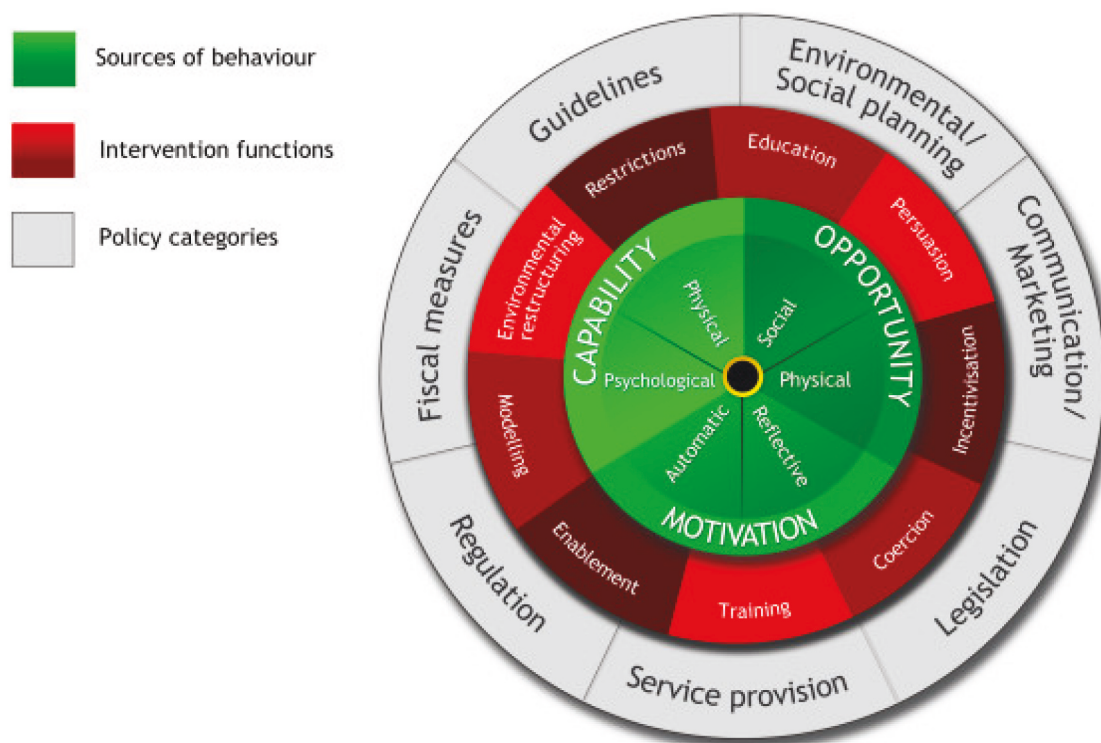 Sources of behaviour
Intervention functions
Policy categories
Guidelines
Environmental/
Social planning
Communication/
Marketing
Legislation
Service provision
Regulation
Fiscal measures
Restrictions
Education
Persuasion
Incentivisation
Coercion
Training
Enablement
Modelling
Environmental
restructuring
CAPABILITY
OPPORTUNITY
MOTIVATION
Physical
Social
Psychological
Physical
Automatic
Reflective